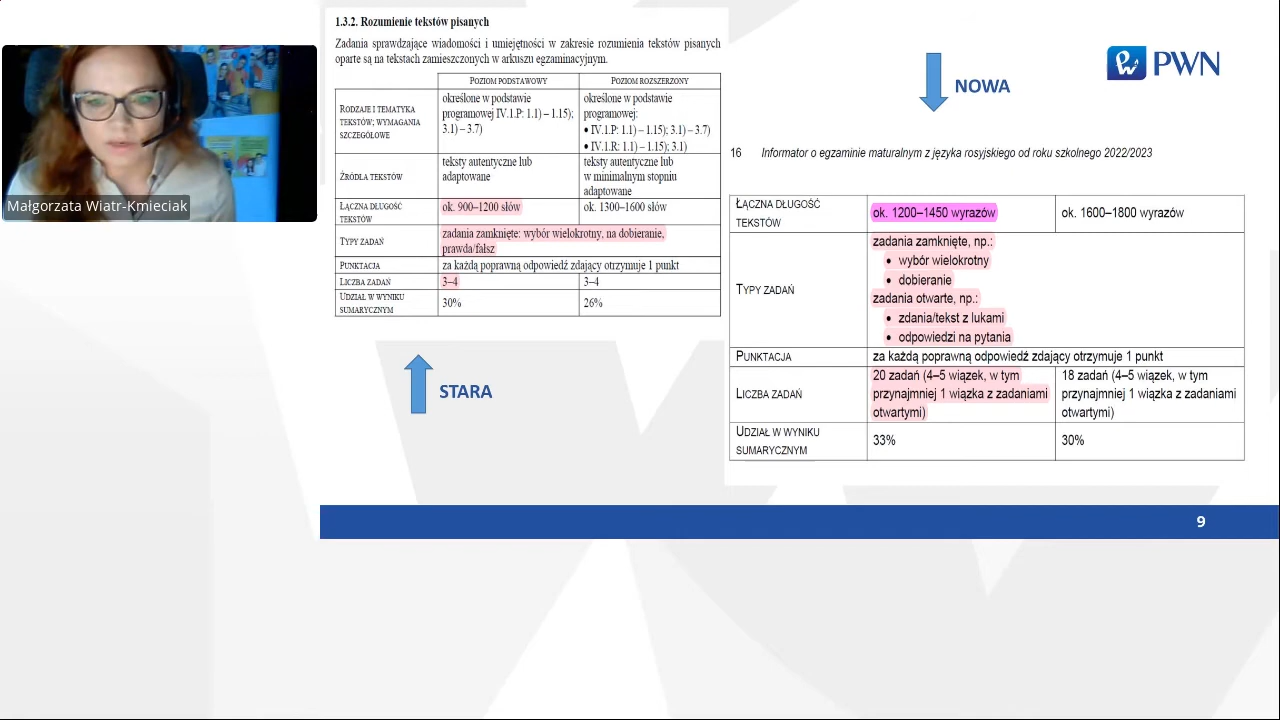 Małgorzata Wiatr-Kmieciak
1.3.2. Rozumienie tekstów pisanych
Zadania sprawdzające wiadomości i umiejętności w zakresie rozumienia tekstów pisanych
oparte są na tekstach zamieszczonych w arkuszu egzaminacyjnym.
POZIOM PODSTAWOWY
POZIOM ROZSZERZONY
RODZAJE I TEMATYKA
TEKSTÓW; WYMAGANIA
SZCZEGÓŁOWE
określone w podstawie
programowej IV.1.P: 1.1) – 1.15);
3.1) – 3.7)
określone w podstawie
programowej:
• IV.1.P: 1.1) – 1.15); 3.1) – 3.7)
• IV.1.R: 1.1) – 1.15); 3.1)
ŹRÓDŁA TEKSTÓW
teksty autentyczne lub
adaptowane
teksty autentyczne lub
w minimalnym stopniu
adaptowane
ŁĄCZNA DŁUGOŚĆ
TEKSTÓW
ok. 900–1200 słów
ok. 1300–1600 słów
TYPY ZADAŃ
zadania zamknięte: wybór wielokrotny, na dobieranie,
prawda/fałsz
PUNKTACJA
za każdą poprawną odpowiedź zdający otrzymuje 1 punkt
LICZBA ZADAŃ
3–4
3–4
UDZIAŁ W WYNIKU
SUMARYCZNYM
30%
26%
STARA
NOWA
PWN
16 Informator o egzaminie maturalnym z języka rosyjskiego od roku szkolnego 2022/2023
ŁĄCZNA DŁUGOŚĆ
TEKSTÓW
ok. 1200–1450 wyrazów
ok. 1600–1800 wyrazów
TYPY ZADAŃ
zadania zamknięte, np.:
• wybór wielokrotny
• dobieranie
zadania otwarte, np.:
• zdania/tekst z lukami
• odpowiedzi na pytania
PUNKTACJA
za każdą poprawną odpowiedź zdający otrzymuje 1 punkt
LICZBA ZADAŃ
20 zadań (4–5 wiązek, w tym
przynajmniej 1 wiązka z zadaniami
otwartymi)
18 zadań (4–5 wiązek, w tym
przynajmniej 1 wiązka z zadaniami
otwartymi)
UDZIAŁ W WYNIKU
SUMARYCZNYM
33%
30%
9